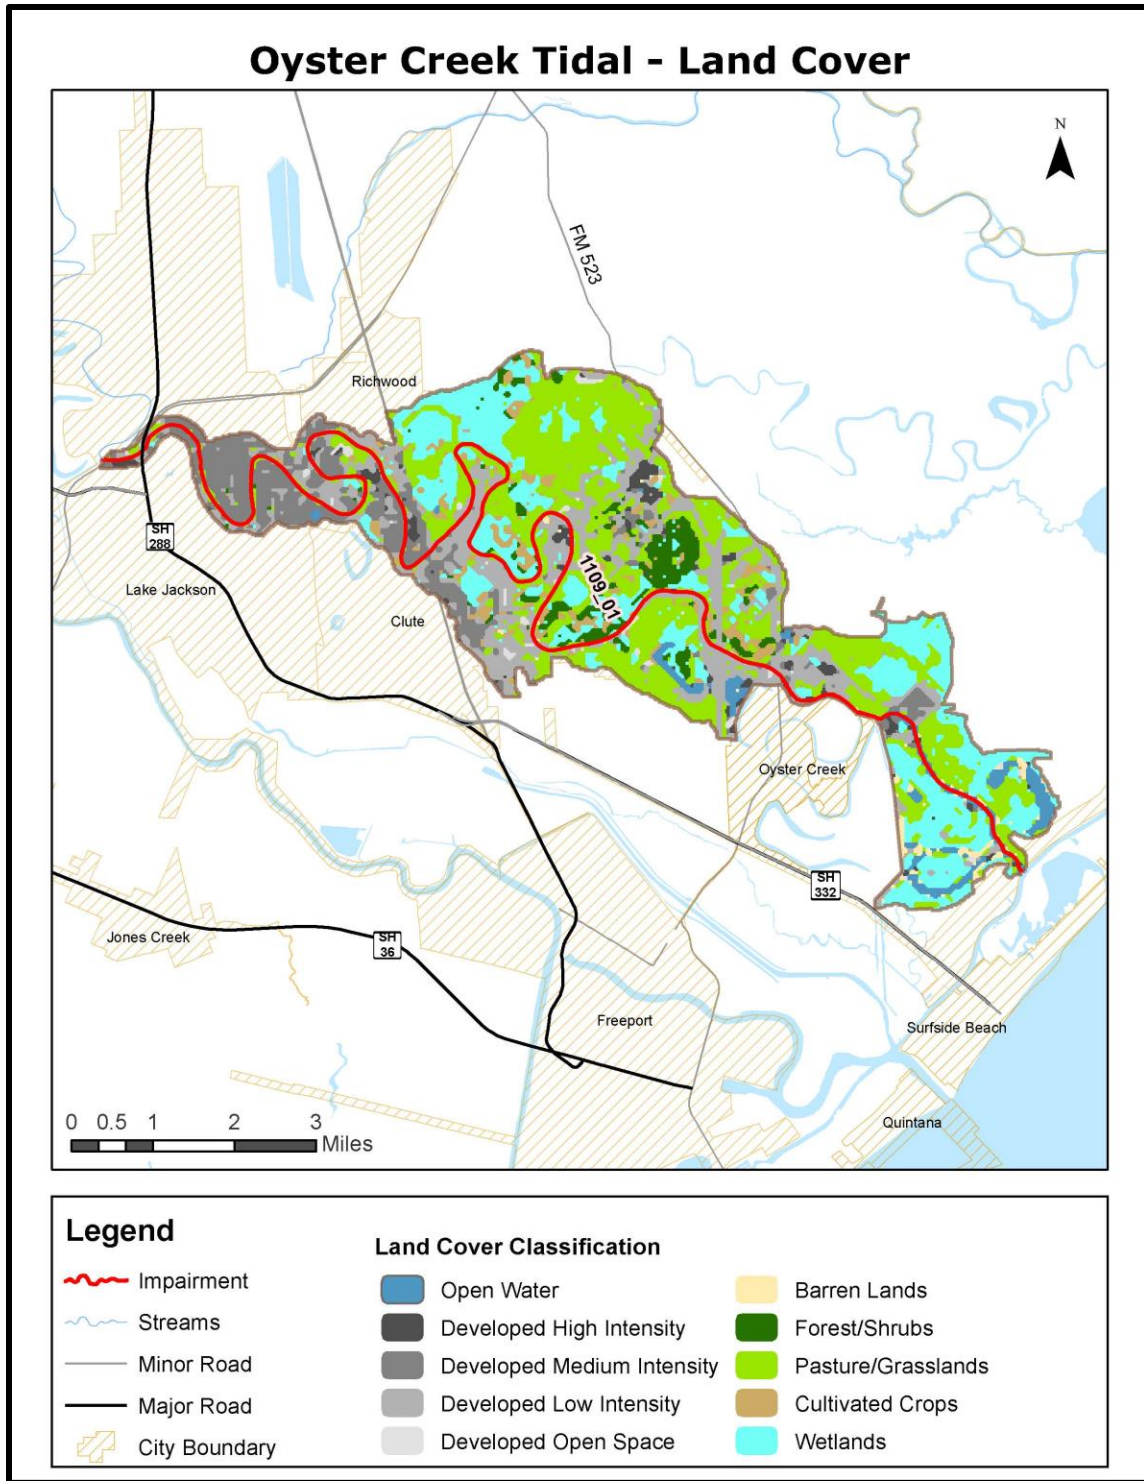 Oyster Creek Tidal - Land Cover
N
FM 523
Richwood
SH
288
Lake Jackson
Clute
1109_01
Oyster Creek
SH
332
Jones Creek
SH
36
Freeport
Surfside Beach
Quintana
0 0.5 1 2 3
Miles
Legend
Impairment
Streams
Minor Road
Major Road
City Boundary
Land Cover Classification
Open Water
Developed High Intensity
Developed Medium Intensity
Developed Low Intensity
Developed Open Space
Barren Lands
Forest/Shrubs
Pasture/Grasslands
Cultivated Crops
Wetlands